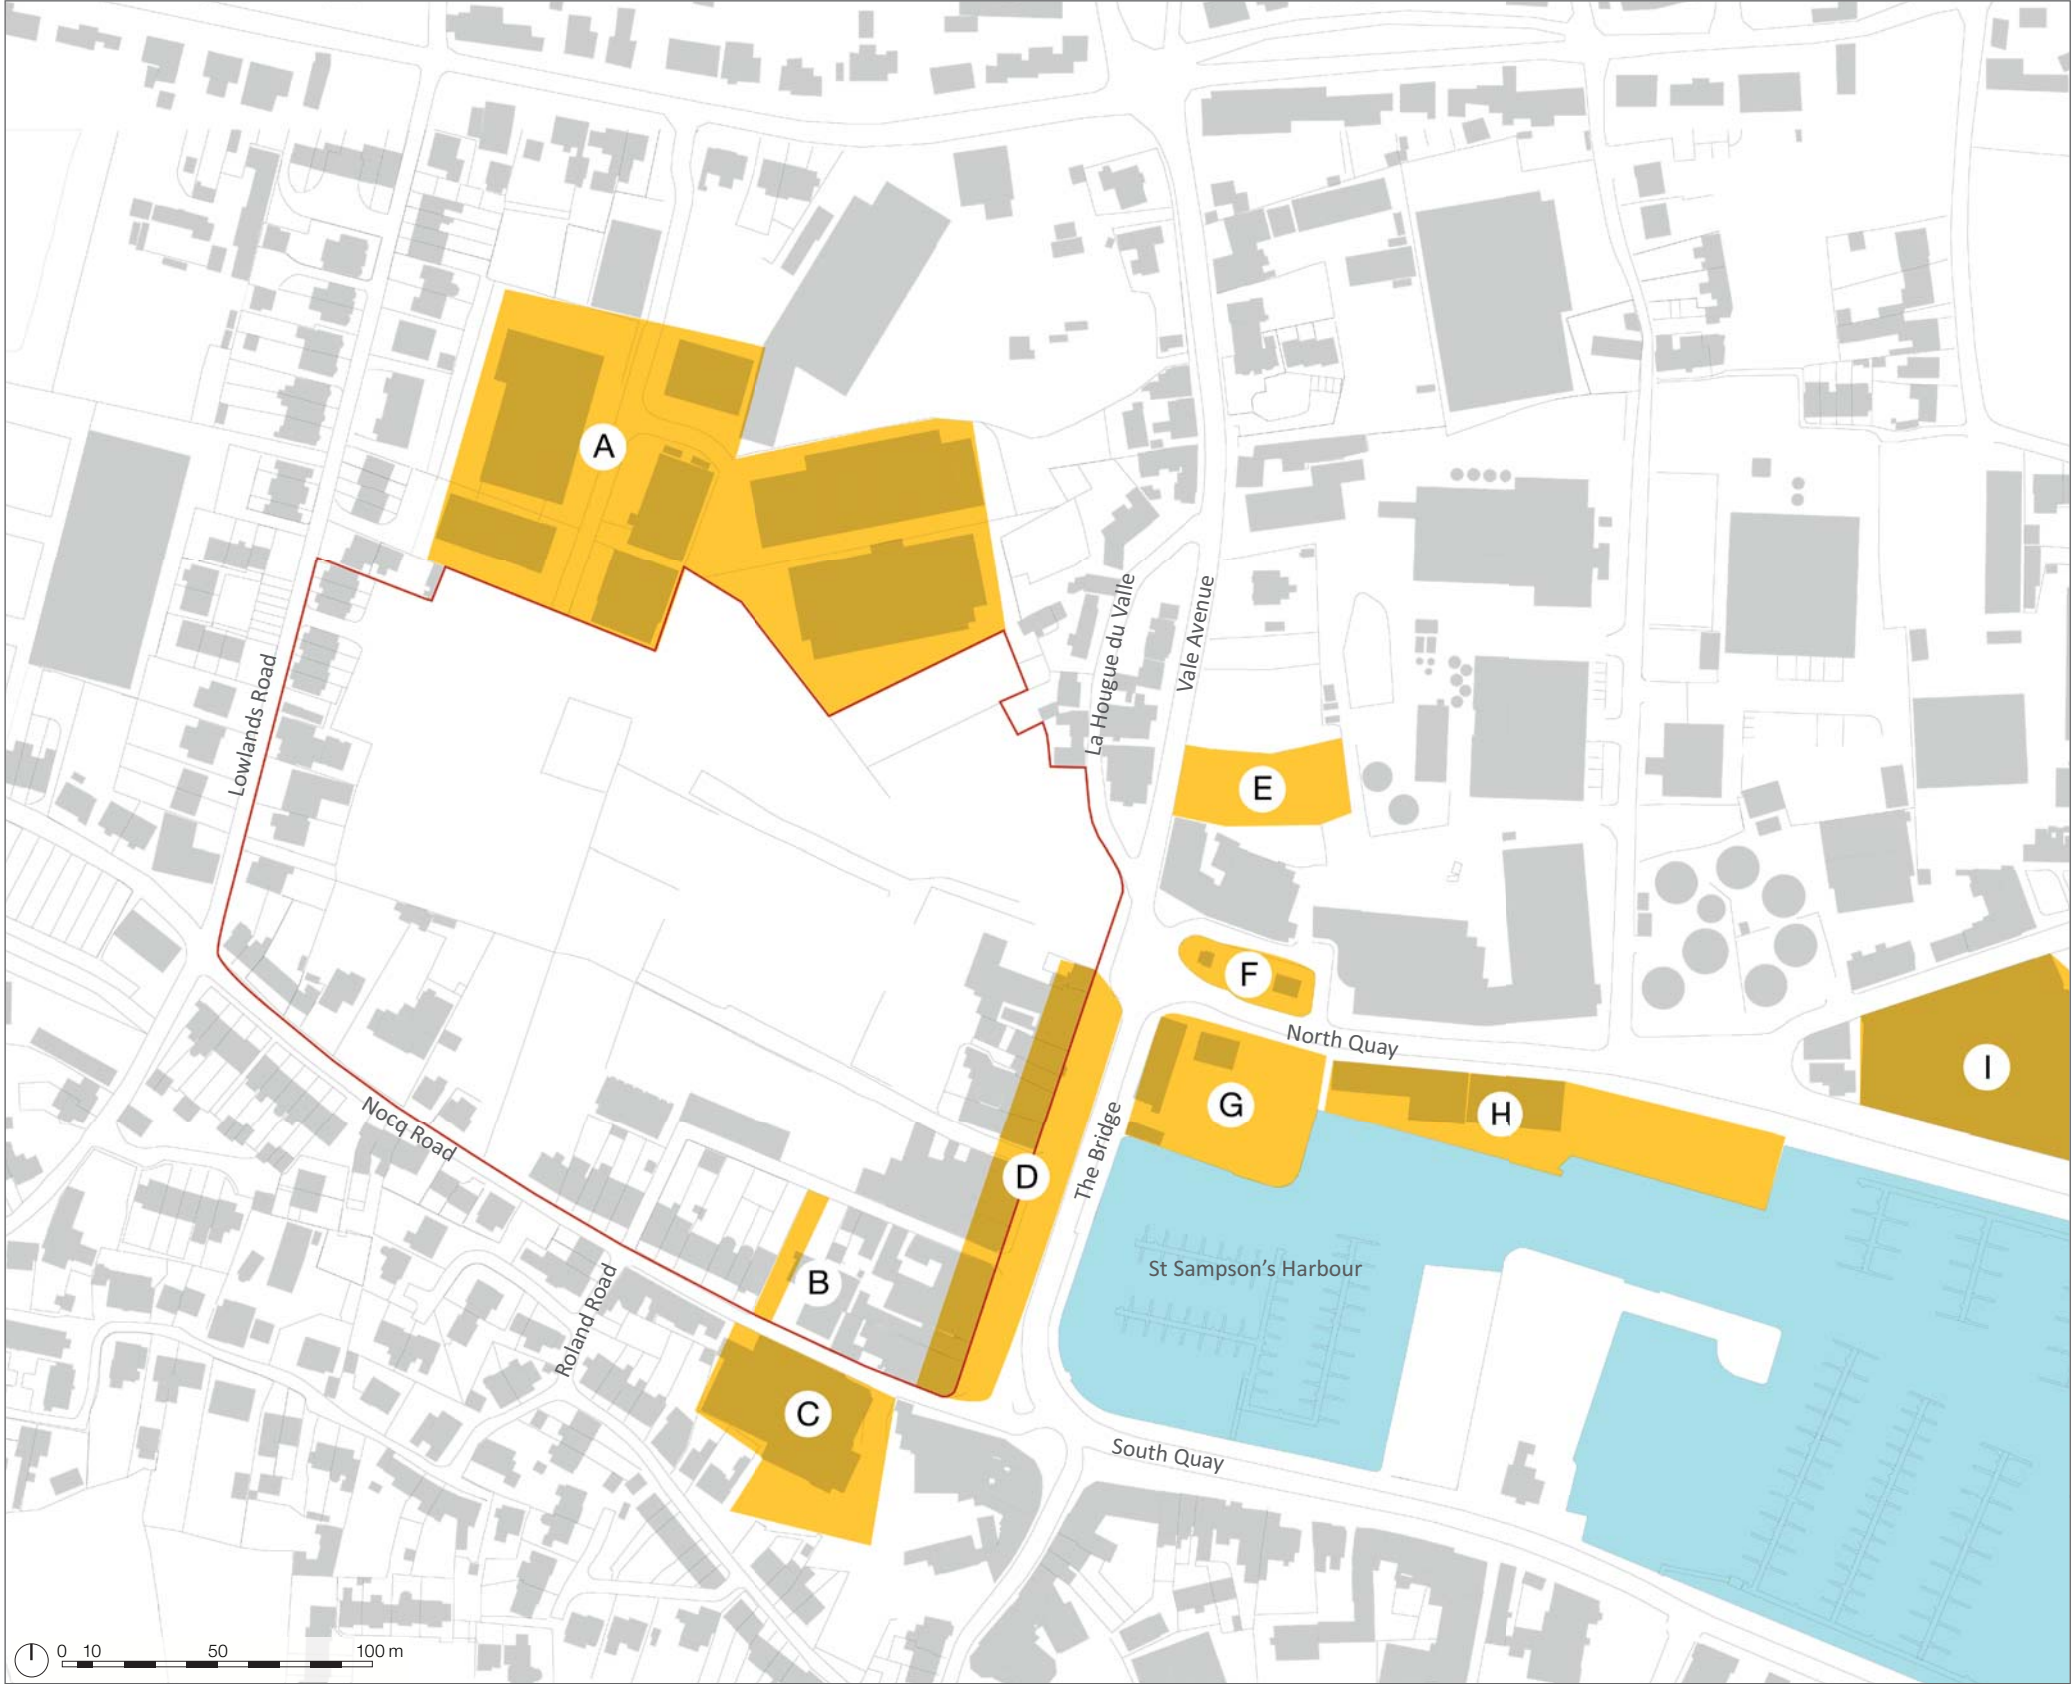 A
La Hougue du Valle
Vale Avenue
Lowlands Road
E
F
North Quay
I
G
H
Nocq Road
The Bridge
D
St Sampson's Harbour
B
Roland Road
C
South Quay
0 10 50 100 m